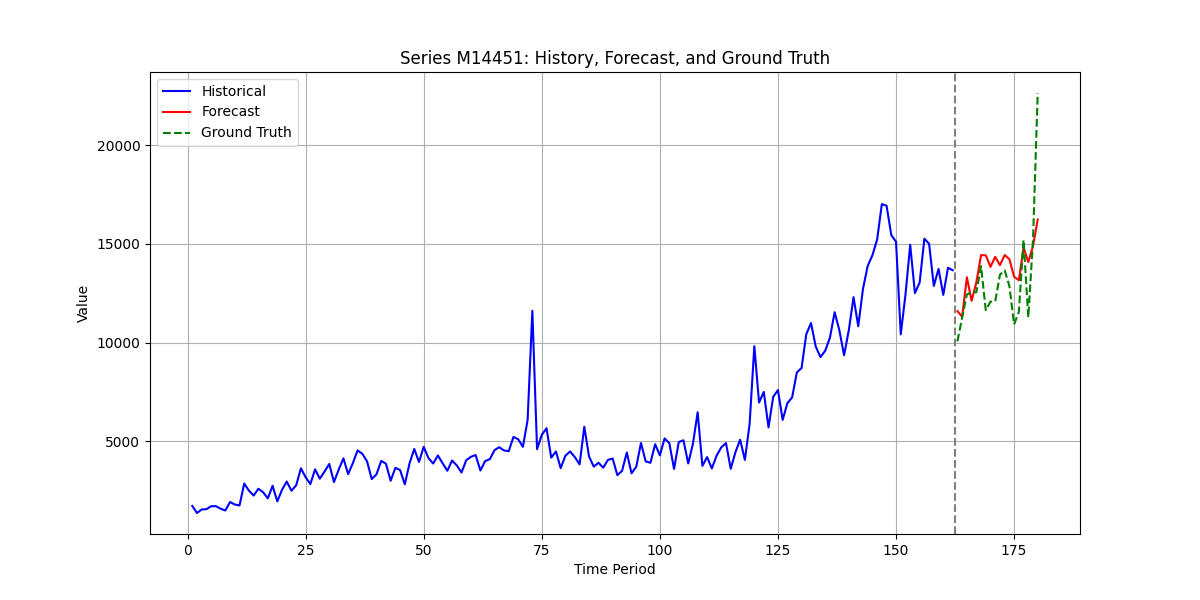 Series M14451: History, Forecast, and Ground Truth
Historical
Forecast
Ground Truth
Value
20000
15000
10000
5000
0 25 50 75 100 125 150 175
Time Period